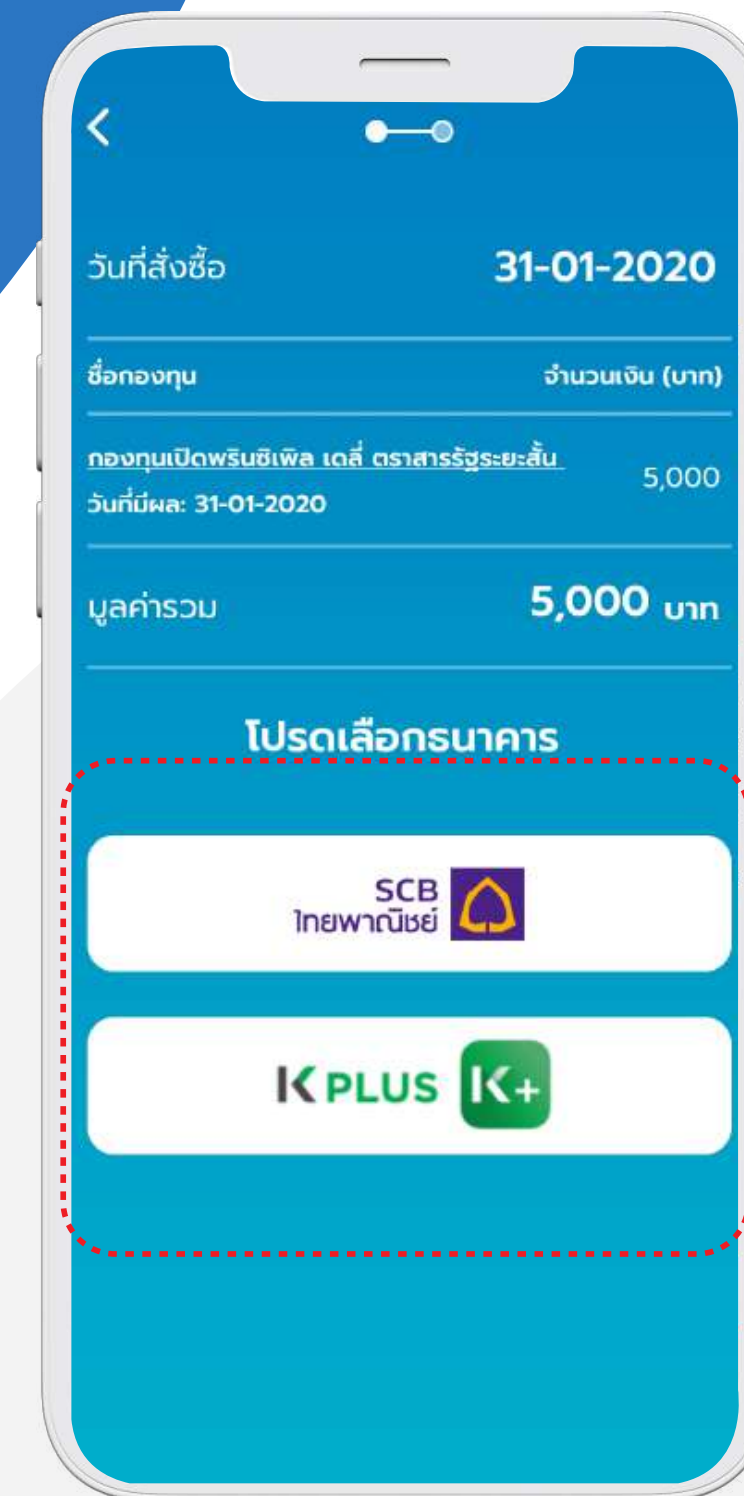 วันที่สั่งซื้อ 31-01-2020
ชื่อกองทุน จำนวนเงิน (บาท)
กองทุนเปิดพรินซิเพิล เดลี่ ตราสารรัฐระยะสั้น 5,000
วันที่มีผล: 31-01-2020
มูลค่ารวม 5,000 บาท
โปรดเลือกธนาคาร
SCB
ไทยพาณิชย์
K PLUS K+